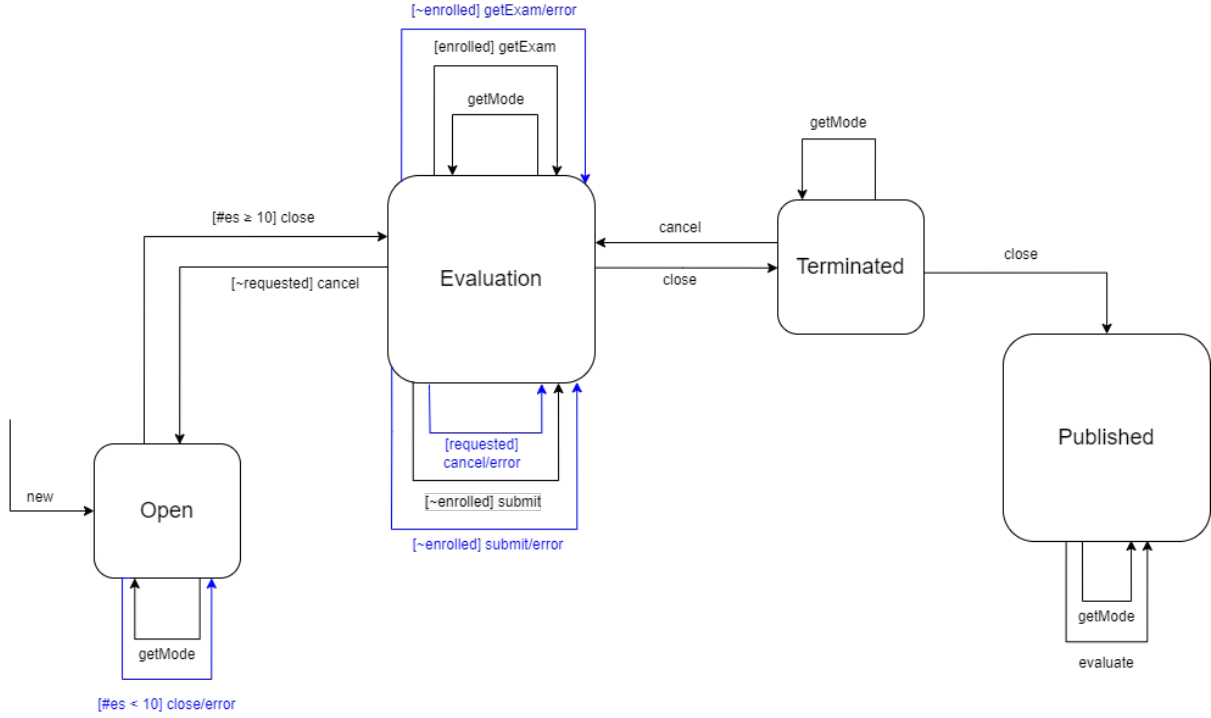 [~enrolled] getExam/error
[enrolled] getExam
getMode
getMode
[#es ≥ 10] close
cancel
Evaluation
Terminated
close
[~requested] cancel
close
Published
[requested]
cancel/error
new
[~enrolled] submit
Open
[~enrolled] submit/error
getMode
getMode
evaluate
[#es < 10] close/error